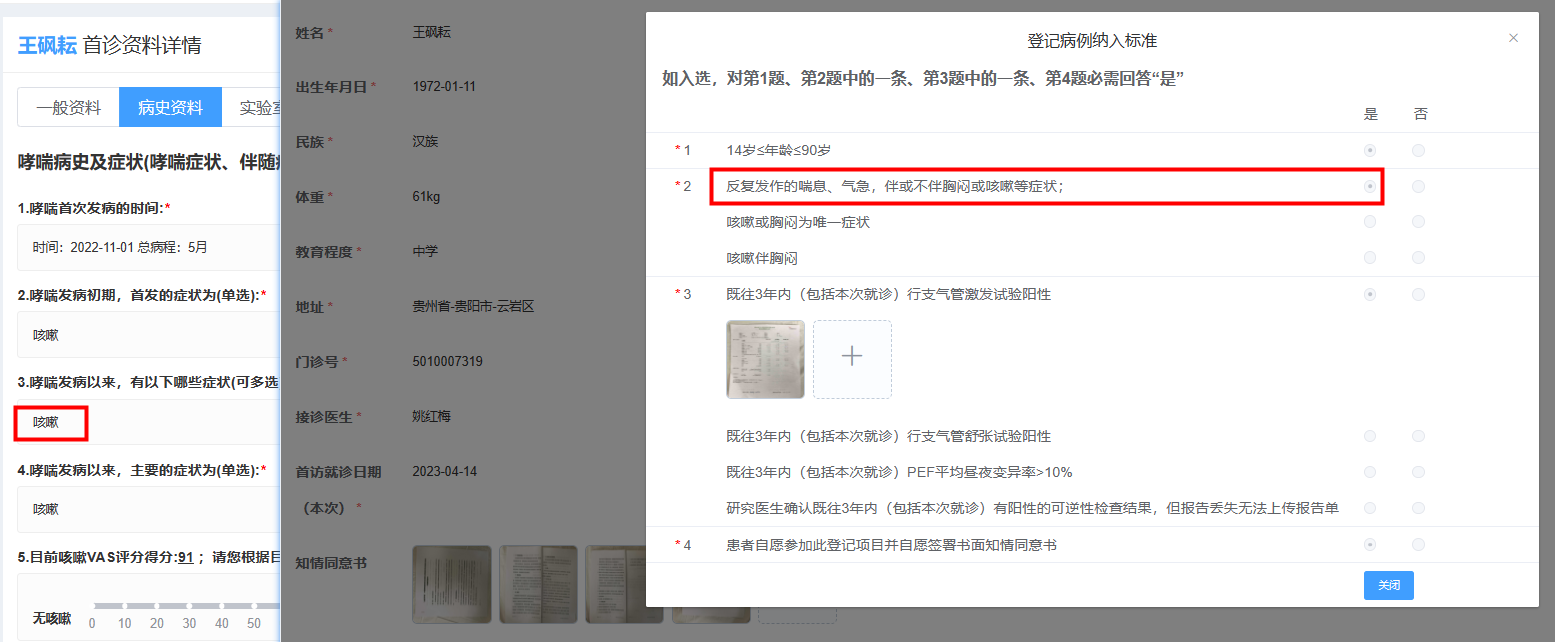 王砜耘 首诊资料详情
一般资料 病史资料 实验室
哮喘病史及症状(哮喘症状、伴随
1.哮喘首次发病的时间:*
时间：2022-11-01 总病程：5月
2.哮喘发病初期，首发的症状为(单选):*
咳嗽
3.哮喘发病以来，有以下哪些症状(可多选
咳嗽
4.哮喘发病以来，主要的症状为(单选):*
咳嗽
5.目前咳嗽VAS评分得分:91；请您根据目
无咳嗽 0 10 20 30 40 50
姓名* 王砜耘
出生年月日* 1972-01-11
民族* 汉族
体重* 61kg
教育程度* 中学
地址* 贵州省-贵阳市-云岩区
门诊号* 5010007319
接诊医生* 姚红梅
首访就诊日期 2023-04-14
（本次）*
知情同意书
登记病例纳入标准
如入选，对第1题、第2题中的一条、第3题中的一条、第4题必需回答“是”
是 否
*1 14岁≤年龄≤90岁
*2 反复发作的喘息、气急，伴或不伴胸闷或咳嗽等症状；
咳嗽或胸闷为唯一症状
咳嗽伴胸闷
*3 既往3年内（包括本次就诊）行支气管激发试验阳性
既往3年内（包括本次就诊）行支气管舒张试验阳性
既往3年内（包括本次就诊）PEF平均昼夜变异率>10%
研究医生确认既往3年内（包括本次就诊）有阳性的可逆性检查结果，但报告丢失无法上传报告单
*4 患者自愿参加此登记项目并自愿签署书面知情同意书
关闭